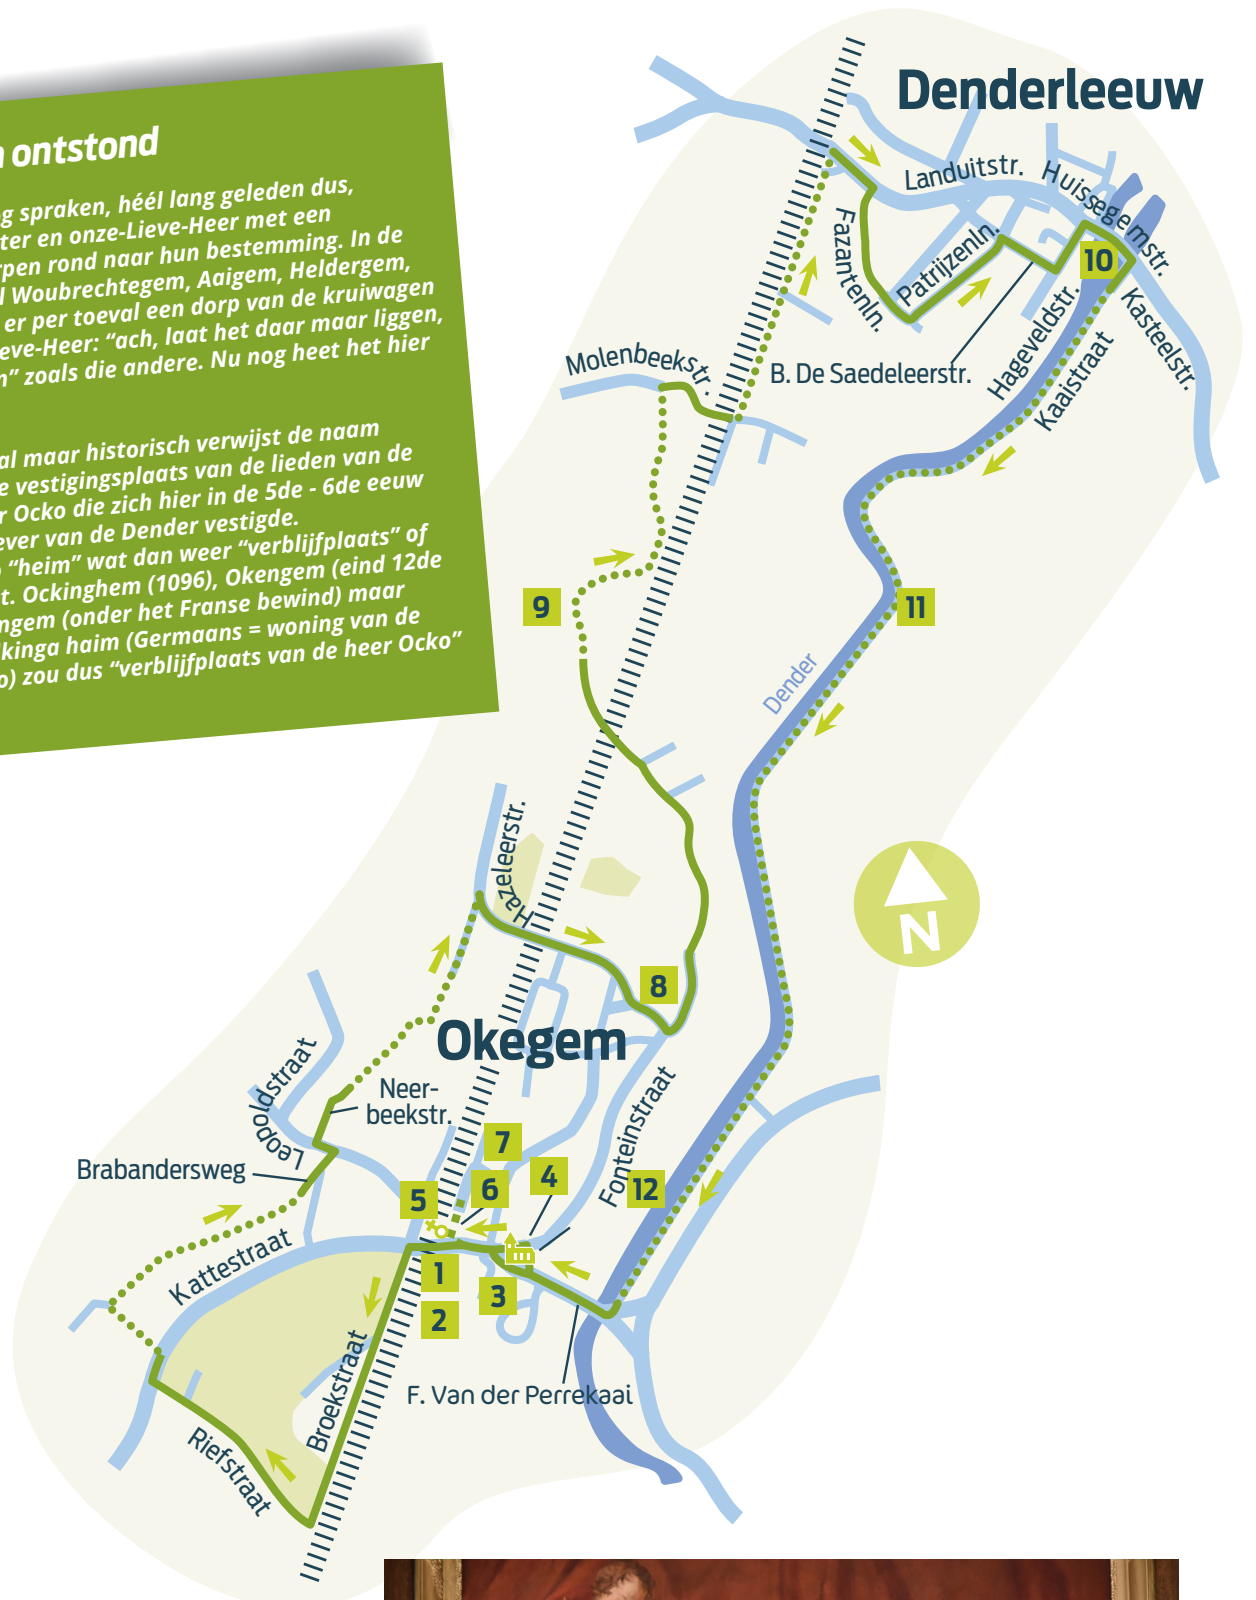 ontstond
spraken, héél lang geleden dus,
en onze-Lieve-Heer met een
rond naar hun bestemming. In de
Woubrechtegem, Aaigem, Heldergem,
er per toeval een dorp van de kruiwagen
“ach, laat het daar maar liggen,
zoals die andere. Nu nog heet het hier
al maar historisch verwijst de naam
vestigingsplaats van de lieden van de
Ocko die zich hier in de 5de - 6de eeuw
van de Dender vestigde.
“heim” wat dan weer “verblijfplaats” of
Ockinghem (1096), Okengem (eind 12de
(onder het Franse bewind) maar
haim (Germaans = woning van de
zou dus “verblijfplaats van de heer Ocko”
Denderleeuw
Landuitstr.
Huissegemstr.
Fazantenln.
Patrijzenln.
10
Hageveldstr.
Kasteelstr.
Kaaistraat
B. De Saedeleerstr.
Molenbeekstr.
9
11
Dender
Hazeleerstr.
N
8
Okegem
Leopoldstraat
Neer-
beekstr.
Fonteinstraat
Brabandersweg
7
4
6
12
5
Kattestraat
1
3
2
Broekstraat
F. Van der Perrekaai
Riefstraat